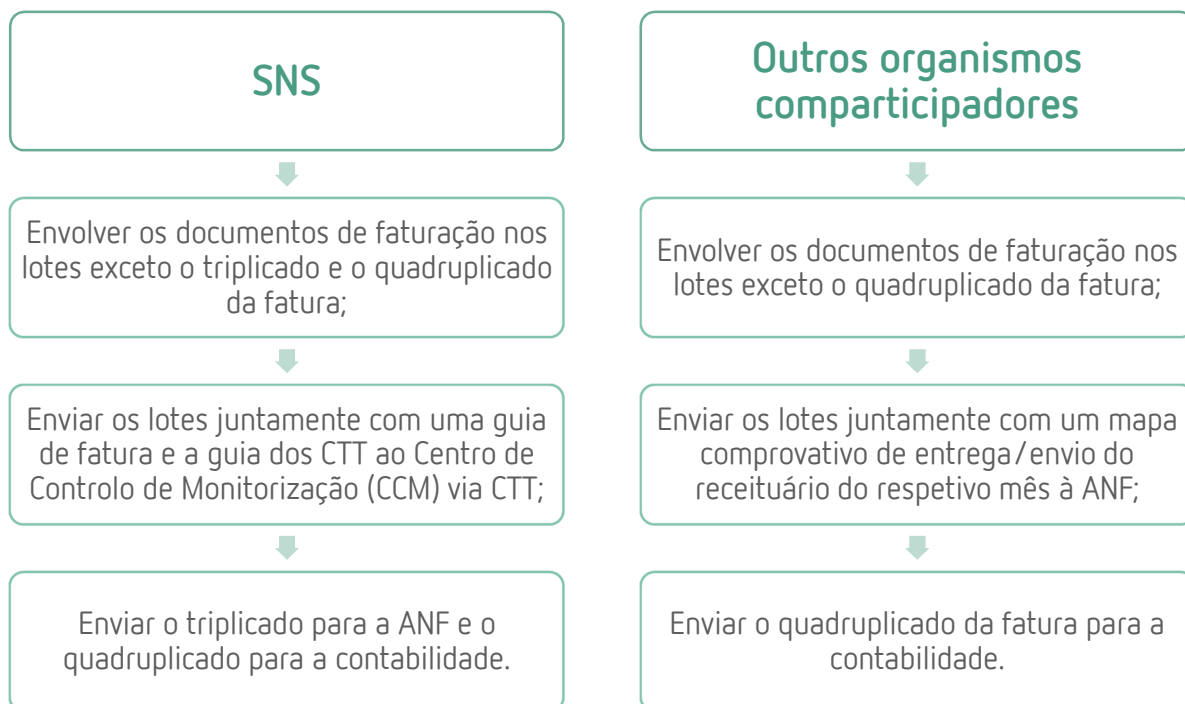 SNS
Envolver os documentos de faturação nos
lotes exceto o triplicado e o quadruplicado
da fatura;
Enviar os lotes juntamente com uma guia
de fatura e a guia dos CTT ao Centro de
Controlo de Monitorização (CCM) via CTT;
Enviar o triplicado para a ANF e o
quadruplicado para a contabilidade.
Outros organismos
comparticipadores
Envolver os documentos de faturação nos
lotes exceto o quadruplicado da fatura;
Enviar os lotes juntamente com um mapa
comprovativo de entrega/envio do
receituário do respetivo mês à ANF;
Enviar o quadruplicado da fatura para a
contabilidade.